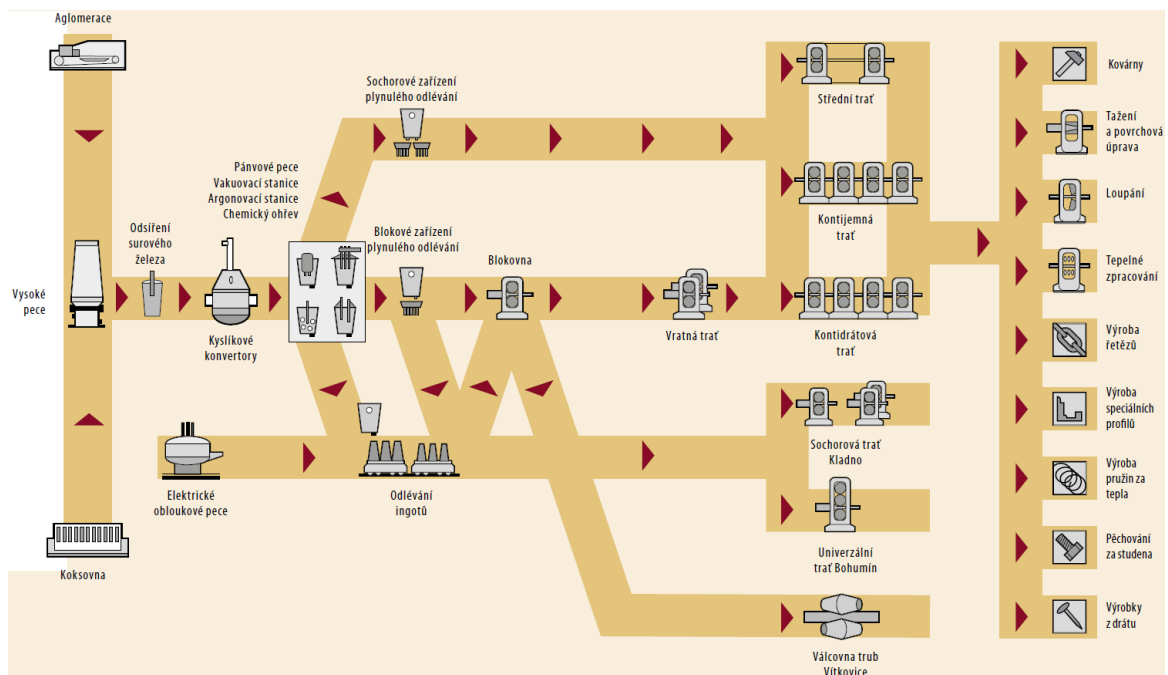 Aglomerace
Sochorové zařízení
plynulého odlévání
Střední trať
Kovárny
Tažení
a povrchová
úprava
Pánvové pece
Vakuovací stanice
Argonovací stanice
Chemický ohřev
Kontijemná
trať
Loupání
Odsíření
surového
železa
Blokové zařízení
plynulého odlévání
Blokovna
Tepelné
zpracování
Vysoké
pece
Kyslíkové
konvertory
Vratná trať
Kontidrátová
trať
Výroba
řetězů
Výroba
speciálních
profilů
Sochorová trať
Kladno
Elektrické
obloukové pece
Odlévání
ingotů
Výroba
pružin za
tepla
Univerzální
trať Bohumín
Pěchování
za studena
Koksovna
Výrobky
z drátu
Válcovna trub
Vítkovice